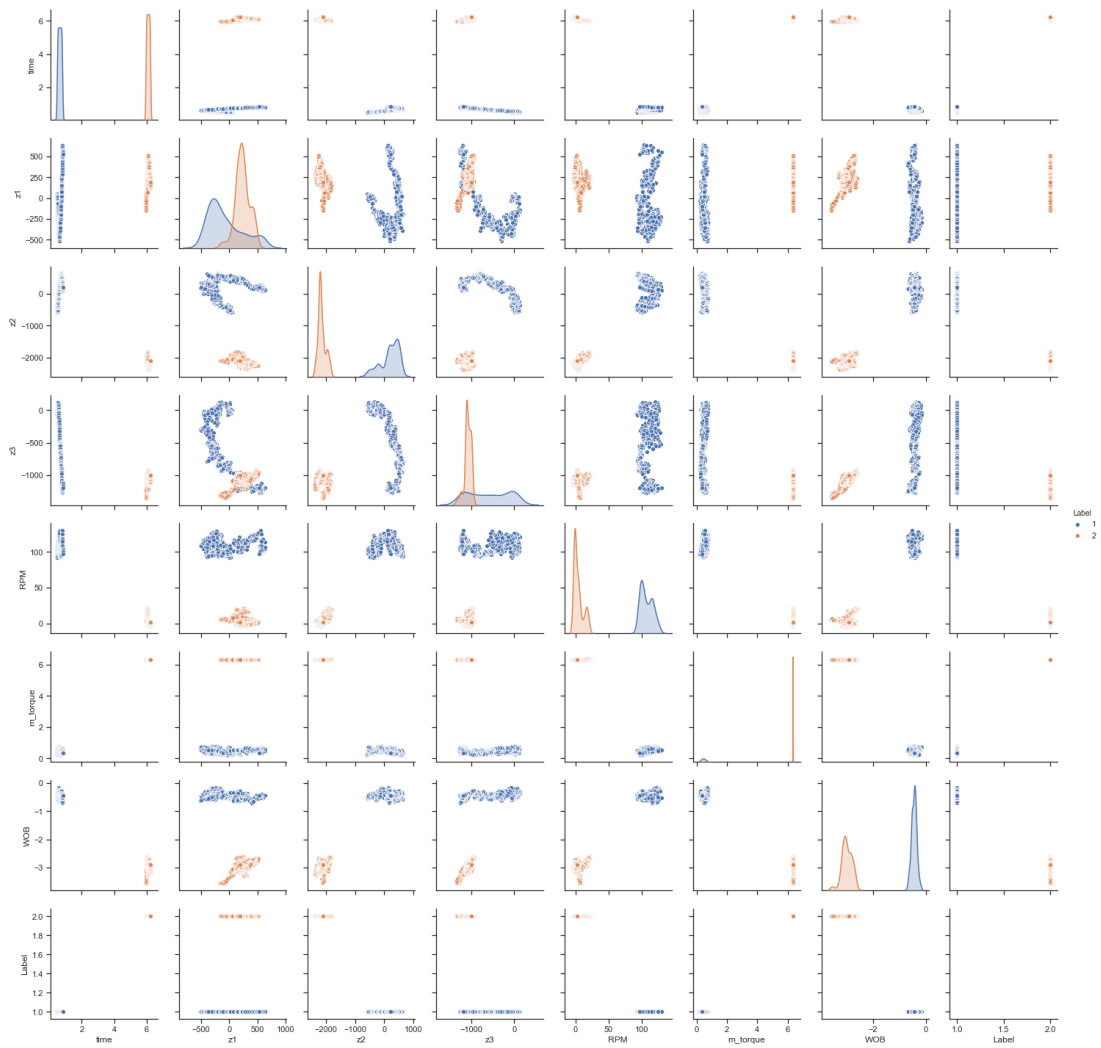 6
4
2
time
500
250
0
−250
−500
z1
0
−1000
−2000
z2
0
−500
−1000
z3
100
50
0
RPM
Label
1
2
6
4
2
0
m_torque
0
−1
−2
−3
WOB
2.0
1.8
1.6
1.4
1.2
1.0
Label
2 4 6
−500 0 500 1000
−2000 −1000 0 1000
−1000 0
0 50 100 150
0 2 4 6
−2 0
1.0 1.5 2.0
time z1 z2 z3 RPM m_torque WOB Label